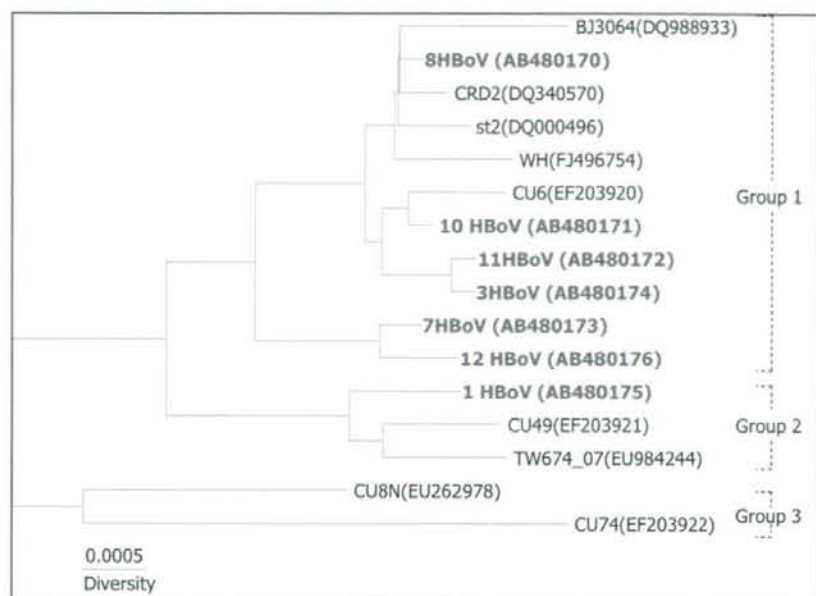 BJ3064(DQ988933)
8HBoV (AB480170)
CRD2(DQ340570)
st2(DQ000496)
WH(FJ496754)
CU6(EF203920)
Group 1
10 HBoV (AB480171)
11HBoV (AB480172)
3HBoV (AB480174)
7HBoV (AB480173)
12 HBoV (AB480176)
1 HBoV (AB480175)
CU49(EF203921)
Group 2
TW674_07(EU984244)
CU8N(EU262978)
Group 3
CU74(EF203922)
0.0005
Diversity